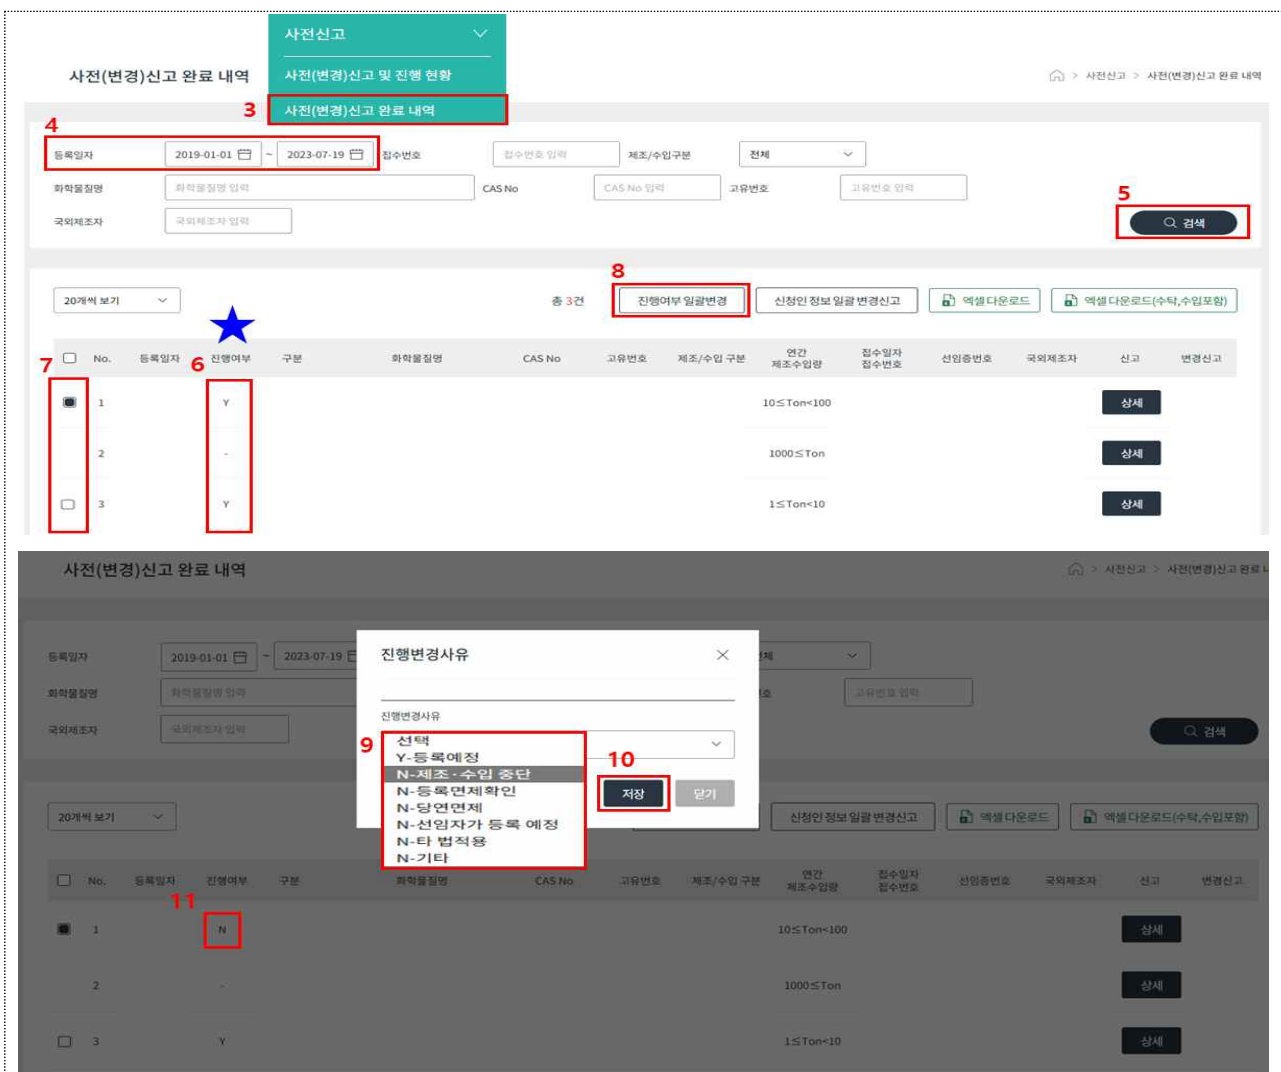 사전신고
사전(변경)신고 및 진행 현황
사전(변경)신고 완료 내역
사전(변경)신고 완료 내역
> 사전신고 > 사전(변경)신고 완료 내역
3
4
등록일자 2019-01-01 ~ 2023-07-19 접수번호 접수번호 입력 제조/수입구분 전체
화학물질명 화학물질명 입력 CAS No CAS No 입력 고유번호 고유번호 입력
5
국외제조자 국외제조자 입력 검색
8
20개씩 보기 총 3건 진행여부 일괄변경 신청인 정보 일괄 변경신고 엑셀 다운로드 엑셀 다운로드(수탁,수입포함)
7 No. 등록일자 6 진행여부 구분 화학물질명 CAS No 고유번호 제조/수입 구분 연간 제조수입량 접수일자 접수번호 선임증번호 국외제조자 신고 변경신고
1 Y 10≤Ton<100 상세
2 - 1000≤Ton 상세
3 Y 1≤Ton<10 상세
사전(변경)신고 완료 내역
> 사전신고 > 사전(변경)신고 완료 내
등록일자 2019-01-01 ~ 2023-07-19 전체
화학물질명 화학물질명 입력 고유번호 입력
국외제조자 국외제조자 입력 검색
진행변경사유
진행변경사유
9
선택
Y-등록예정
N-제조·수입 중단
N-등록면제확인
N-당연면제
N-선임자가 등록 예정
N-타 법적용
N-기타
10
저장 닫기
20개씩 보기 신청인 정보 일괄 변경신고 엑셀 다운로드 엑셀 다운로드(수탁,수입포함)
No. 등록일자 진행여부 구분 화학물질명 CAS No 고유번호 제조/수입 구분 연간 제조수입량 접수일자 접수번호 선임증번호 국외제조자 신고 변경신고
11
1 N 10≤Ton<100 상세
2 - 1000≤Ton 상세
3 Y 1≤Ton<10 상세